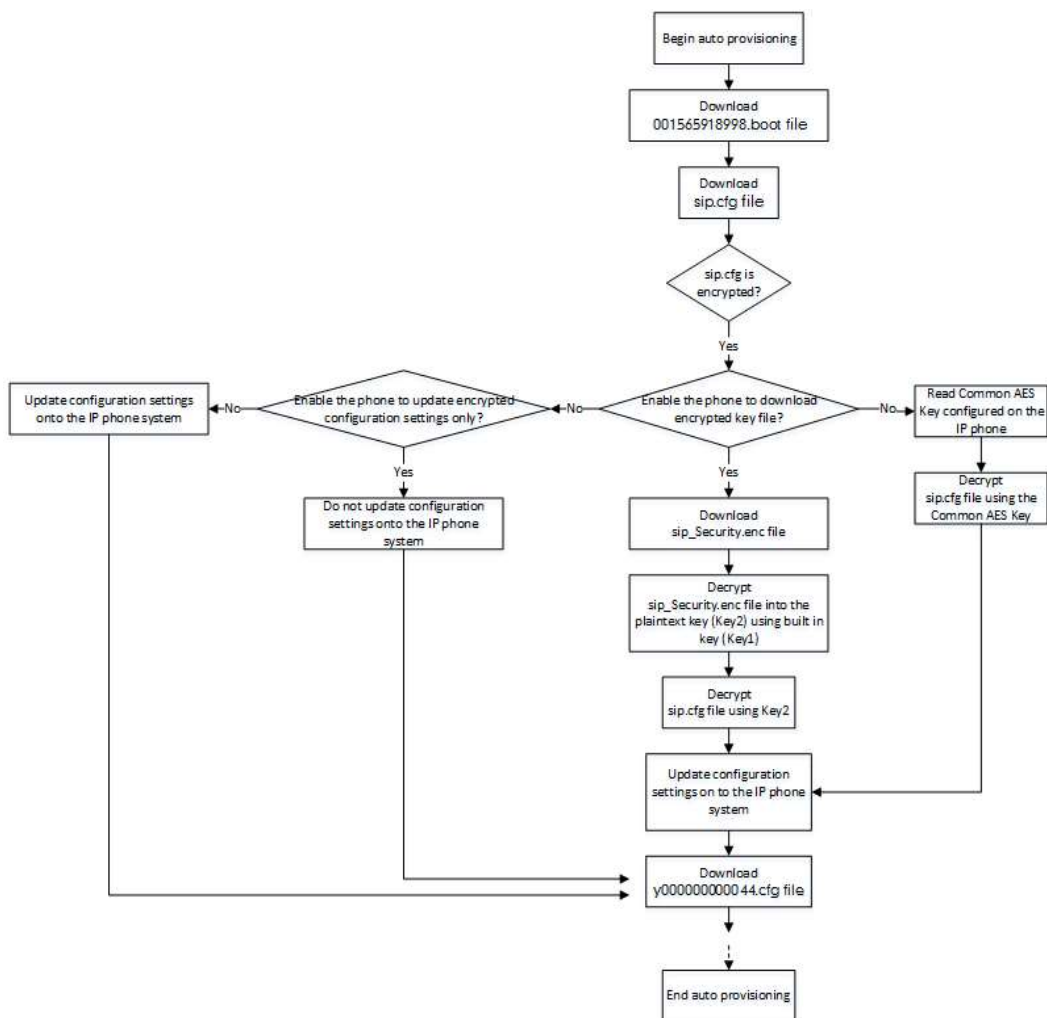 Begin auto provisioning
Download
001565918998.boot file
Download
sip.cfg file
sip.cfg is
encrypted?
Yes
Update configuration settings
onto the IP phone system
No
Enable the phone to update encrypted
configuration settings only?
No
Enable the phone to download
encrypted key file?
No
Read Common AES
Key configured on the
IP phone
Yes
Yes
Do not update configuration
settings onto the IP phone
system
Download
sip_Security.enc file
Decrypt
sip.cfg file using the
Common AES Key
Decrypt
sip_Security.enc file into the
plaintext key (Key2) using built in
key (Key1)
Decrypt
sip.cfg file using Key2
Update configuration
settings on to the IP phone
system
Download
y000000000044.cfg file
End auto provisioning